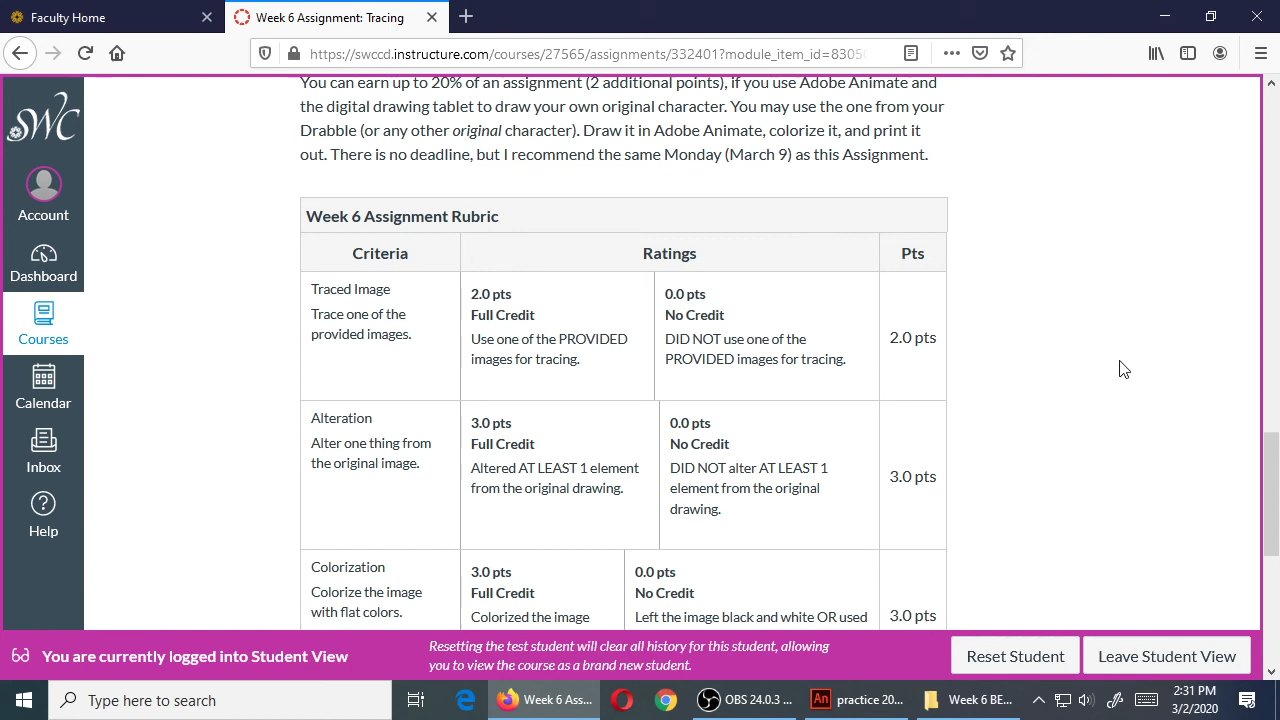 Faculty Home
Week 6 Assignment: Tracing
https://swccd.instructure.com/courses/27565/assignments/332401?module_item_id=8305
You can earn up to 20% of an assignment (2 additional points), if you use Adobe Animate and
the digital drawing tablet to draw your own original character. You may use the one from your
Drabble (or any other original character). Draw it in Adobe Animate, colorize it, and print it
out. There is no deadline, but I recommend the same Monday (March 9) as this Assignment.
SWC
Account
Dashboard
Courses
Calendar
Inbox
Help
Week 6 Assignment Rubric
Criteria
Ratings
Pts
Traced Image
Trace one of the
provided images.
2.0 pts
Full Credit
Use one of the PROVIDED
images for tracing.
0.0 pts
No Credit
DID NOT use one of the
PROVIDED images for tracing.
2.0 pts
Alteration
Alter one thing from
the original image.
3.0 pts
Full Credit
Altered AT LEAST 1 element
from the original drawing.
0.0 pts
No Credit
DID NOT alter AT LEAST 1
element from the original
drawing.
3.0 pts
Colorization
Colorize the image
with flat colors.
3.0 pts
Full Credit
Colorized the image
0.0 pts
No Credit
Left the image black and white OR used
3.0 pts
You are currently logged into Student View
Resetting the test student will clear all history for this student, allowing
you to view the course as a brand new student.
Reset Student
Leave Student View
Type here to search
Week 6 Ass...
OBS 24.0.3 ...
An
practice 20...
Week 6 BE...
2:31 PM
3/2/2020